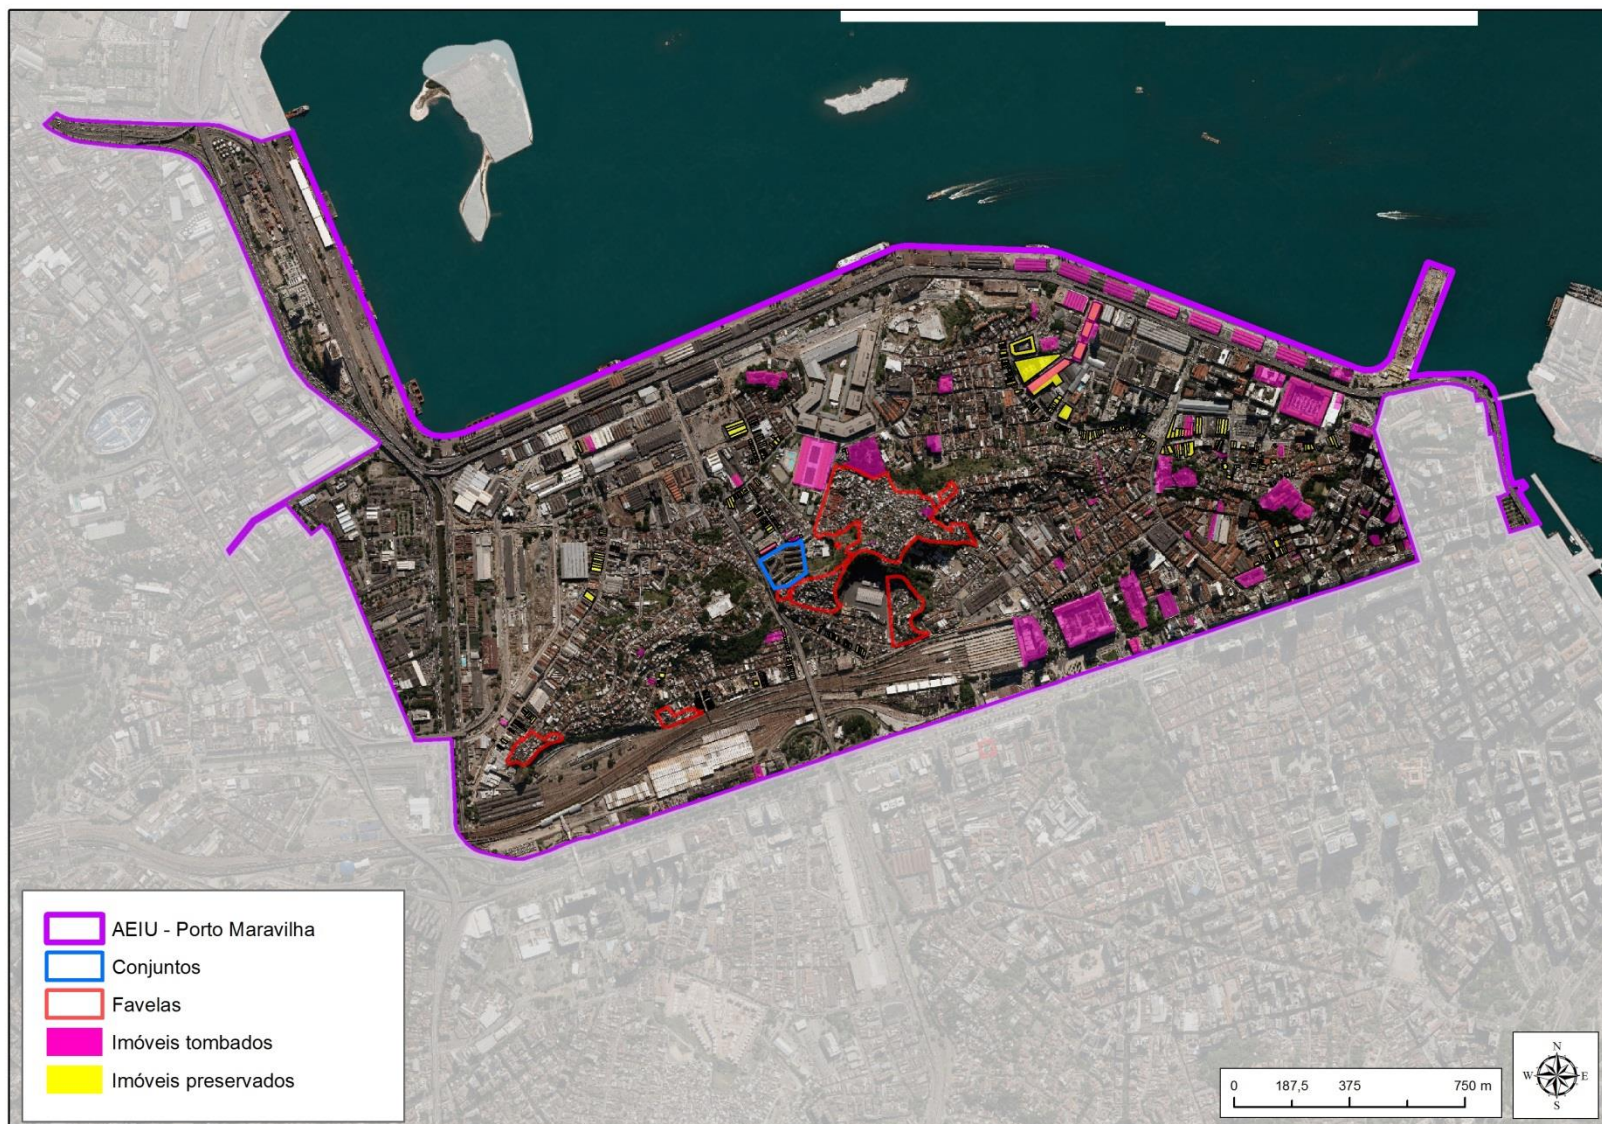 AEIU - Porto Maravilha
Conjuntos
Favelas
Imóveis tombados
Imóveis preservados
0 187,5 375 750 m
N
W E
S